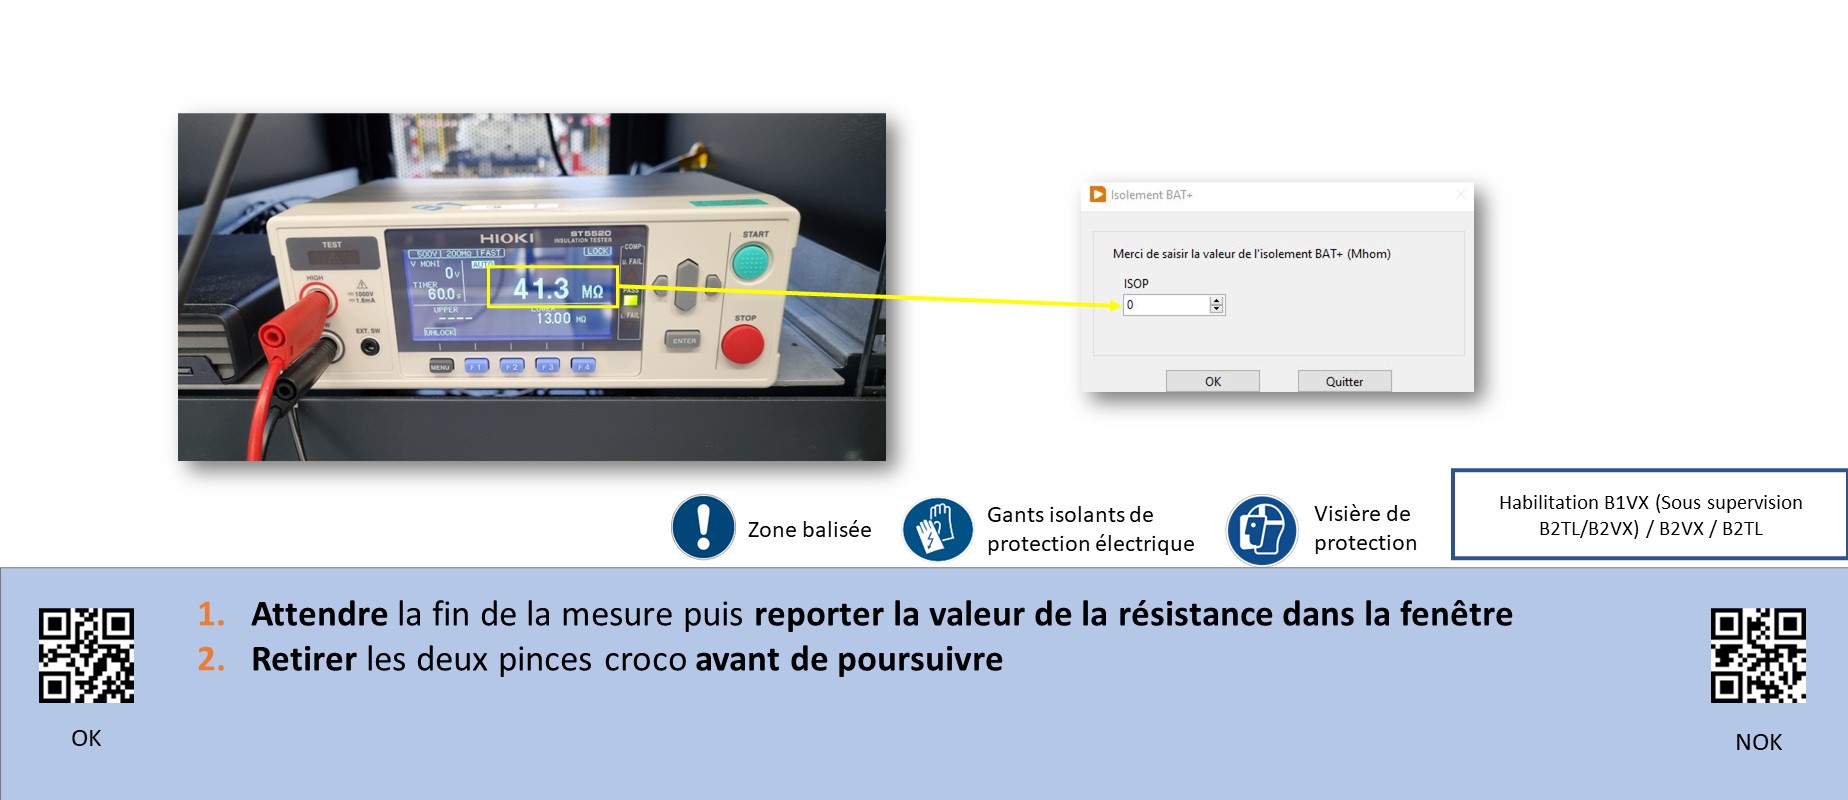 HIOKI
ST5520
INSULATION TESTER
TEST
HIGH
1000V
1.8mA
EXT. SW
500V 200MΩ FAST
LOCK
V MONI
AUTO
0 V
41.3 MΩ
TIMER
60.0 s
UPPER
LOWER
----
13.00 MΩ
UNLOCK
COMP
U. FAIL
PASS
L. FAIL
MENU
F1
F2
F3
F4
START
STOP
ENTER
Isolement BAT+
Merci de saisir la valeur de l'isolement BAT+ (Mhom)
ISOP
0
OK
Quitter
Zone balisée
Gants isolants de
protection électrique
Visière de
protection
Habilitation B1VX (Sous supervision
B2TL/B2VX) / B2VX / B2TL
1. Attendre la fin de la mesure puis reporter la valeur de la résistance dans la fenêtre
2. Retirer les deux pinces croco avant de poursuivre
OK
NOK